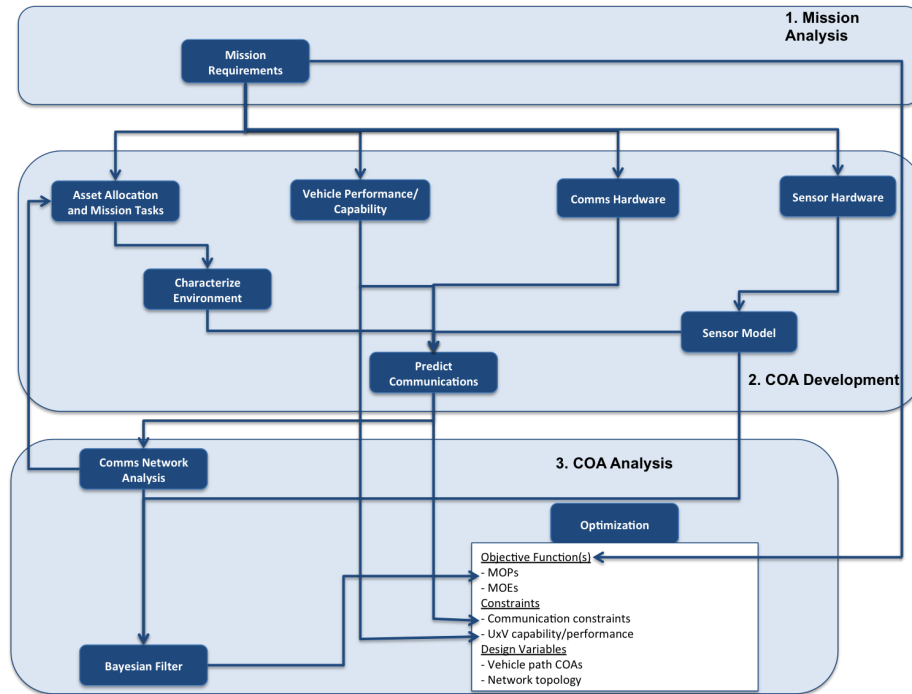 1. Mission
Analysis
Mission
Requirements
Asset Allocation
and Mission Tasks
Vehicle Performance/
Capability
Comms Hardware
Sensor Hardware
Characterize
Environment
Sensor Model
Predict
Communications
2. COA Development
Comms Network
Analysis
3. COA Analysis
Optimization
Objective Function(s)
- MOPs
- MOEs
Constraints
- Communication constraints
- UxV capability/performance
Design Variables
- Vehicle path COAs
- Network topology
Bayesian Filter